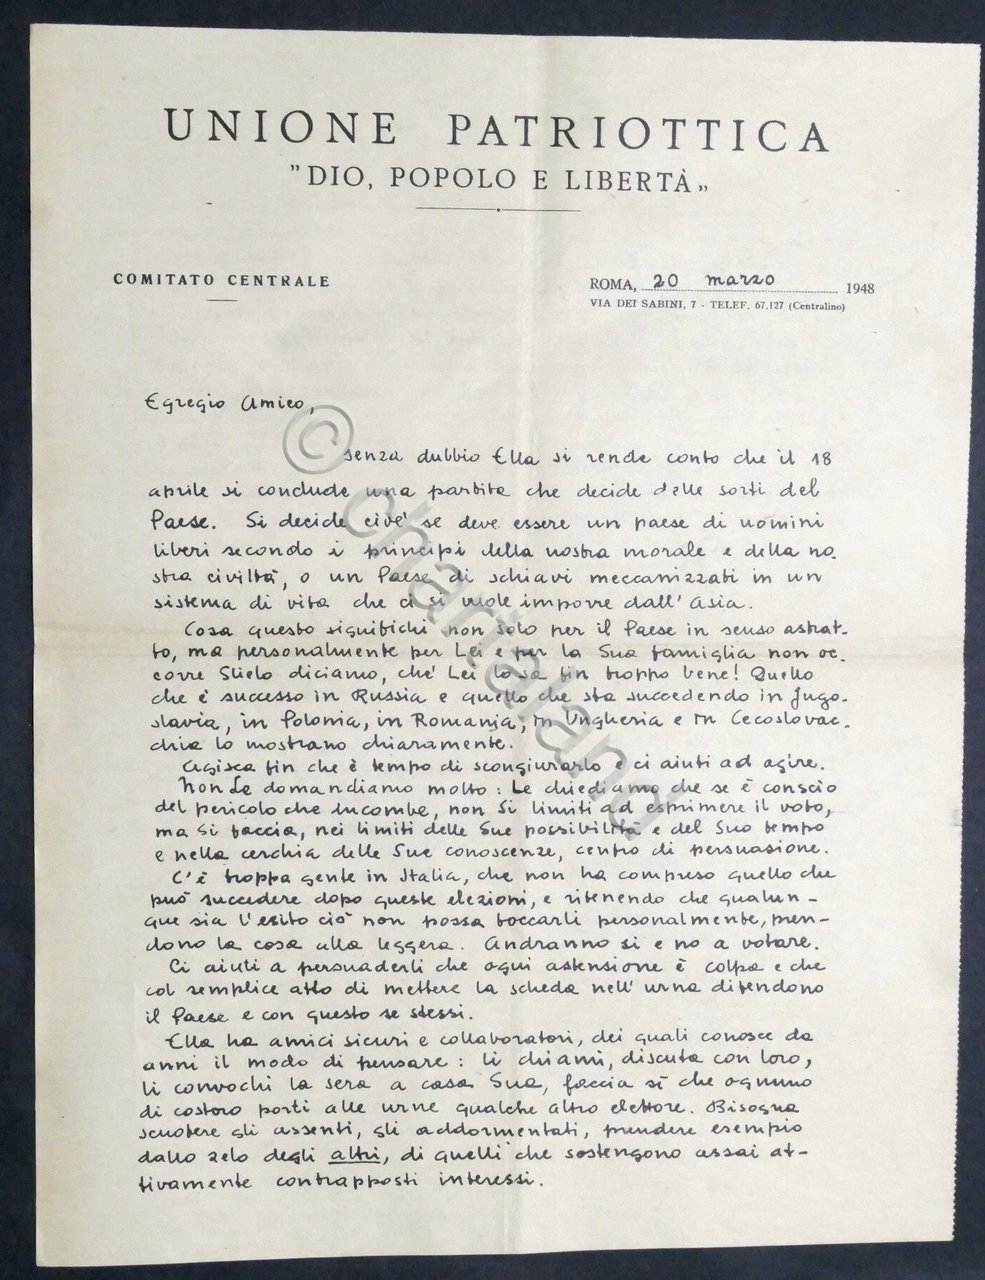 UNIONE PATRIOTTICA
"DIO, POPOLO E LIBERTÀ„
COMITATO CENTRALE
ROMA, 20 marzo 1948
VIA DEI SABINI, 7 - TELEF. 67.127 (Centralino)
Egregio Amico,
senza dubbio Ella si rende conto che il 18
aprile si conclude una partita che decide delle sorti del
Paese. Si decide cioè se deve essere un paese di uomini
liberi secondo i principi della nostra morale e della no-
stra civiltà, o un Paese di schiavi meccanizzati in un
sistema di vita che ci si vuole imporre dall'Asia.
Cosa questo significhi non solo per il Paese in senso astrat-
to, ma personalmente per Lei e per la Sua famiglia non oc-
corre Glielo diciamo, chè Lei lo sa fin troppo bene! Quello
che è successo in Russia e quello che sta succedendo in Jugo-
slavia, in Polonia, in Romania, in Ungheria e in Cecoslovac-
chia lo mostrano chiaramente.
Agisca fin che è tempo di scongiurarlo e ci aiuti ad agire.
Non Le domandiamo molto: Le chiediamo che se è conscio
del pericolo che incombe, non Si limiti ad esprimere il voto,
ma Si faccia, nei limiti delle Sue possibilità e del Suo tempo
e nella cerchia delle Sue conoscenze, centro di persuasione.
C'è troppa gente in Italia, che non ha compreso quello che
può succedere dopo queste elezioni, e ritenendo che qualun-
que sia l'esito ciò non possa toccarli personalmente, pren-
dono la cosa alla leggera. Andranno si e no a votare.
Ci aiuti a persuaderli che ogni astensione è colpa e che
col semplice atto di mettere la scheda nell'urna difendono
il Paese e con questo se stessi.
Ella ha amici sicuri e collaboratori, dei quali conosce da
anni il modo di pensare: li chiami, discuta con loro,
li convochi la sera a casa Sua, faccia sì che ognuno
di costoro porti alle urne qualche altro elettore. Bisogna
scuotere gli assenti, gli addormentati, prendere esempio
dallo zelo degli altri, di quelli che sostengono assai at-
tivamente contrapposti interessi.
© chartaland